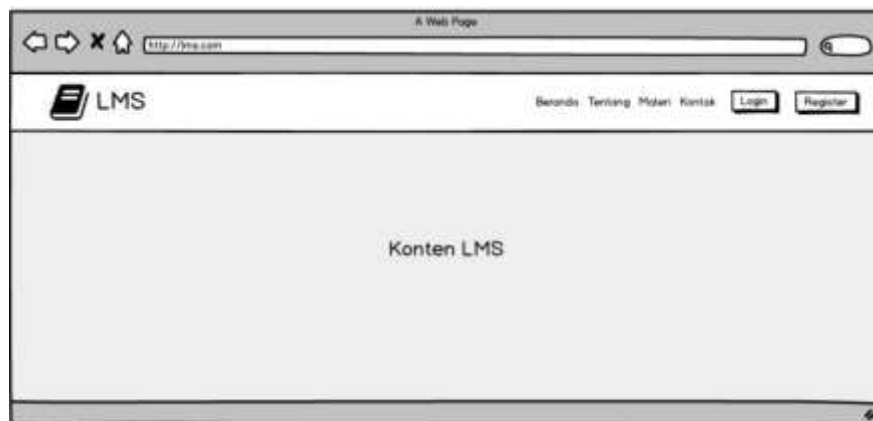 A Web Page
http://lms.com
LMS
Beranda Tentang Materi Kontak Login Register
Konten LMS